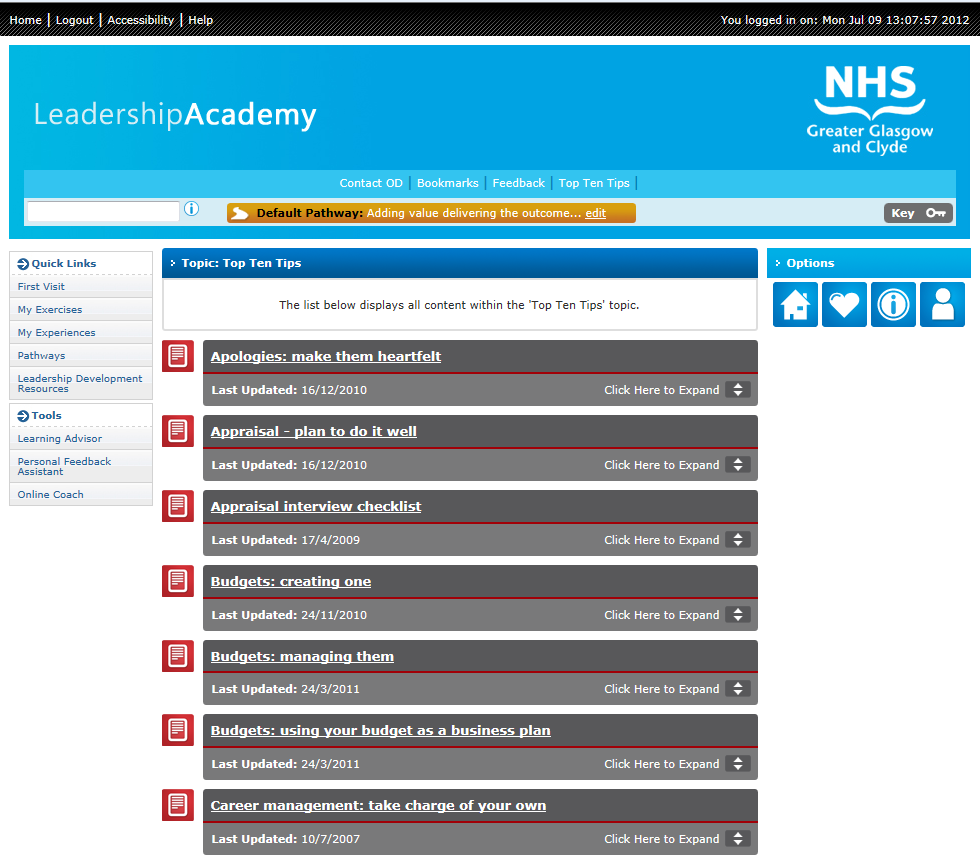 Home | Logout | Accessibility | Help
You logged in on: Mon Jul 09 13:07:57 2012
LeadershipAcademy
NHS
Greater Glasgow
and Clyde
Contact OD | Bookmarks | Feedback | Top Ten Tips |
Default Pathway: Adding value delivering the outcome... edit
Key
Quick Links
First Visit
My Exercises
My Experiences
Pathways
Leadership Development
Resources
Tools
Learning Advisor
Personal Feedback
Assistant
Online Coach
Topic: Top Ten Tips
The list below displays all content within the 'Top Ten Tips' topic.
Apologies: make them heartfelt
Last Updated: 16/12/2010
Click Here to Expand
Appraisal - plan to do it well
Last Updated: 16/12/2010
Click Here to Expand
Appraisal interview checklist
Last Updated: 17/4/2009
Click Here to Expand
Budgets: creating one
Last Updated: 24/11/2010
Click Here to Expand
Budgets: managing them
Last Updated: 24/3/2011
Click Here to Expand
Budgets: using your budget as a business plan
Last Updated: 24/3/2011
Click Here to Expand
Career management: take charge of your own
Last Updated: 10/7/2007
Click Here to Expand
Options